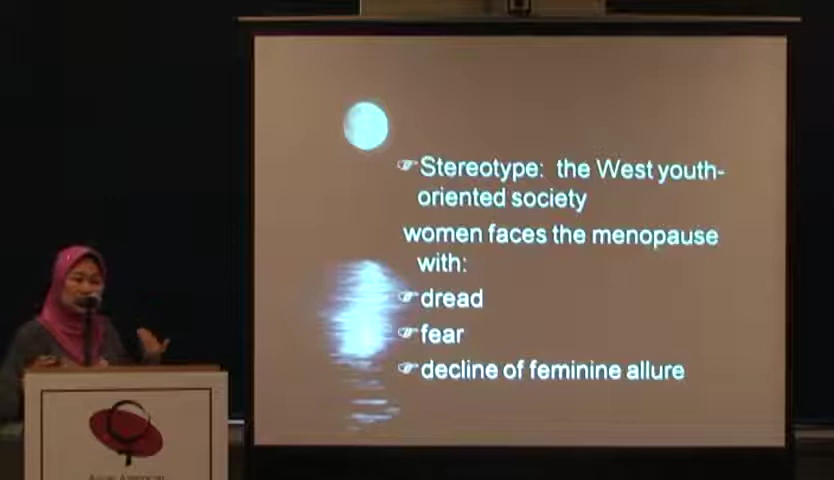 Stereotype: the West youth-
oriented society
women faces the menopause
with:
dread
fear
decline of feminine allure